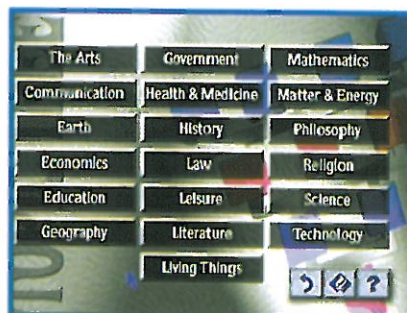 The Arts Government Mathematics
Communication Health & Medicine Matter & Energy
Earth History Philosophy
Economics Law Religion
Education Leisure Science
Geography Literature Technology
Living Things ?